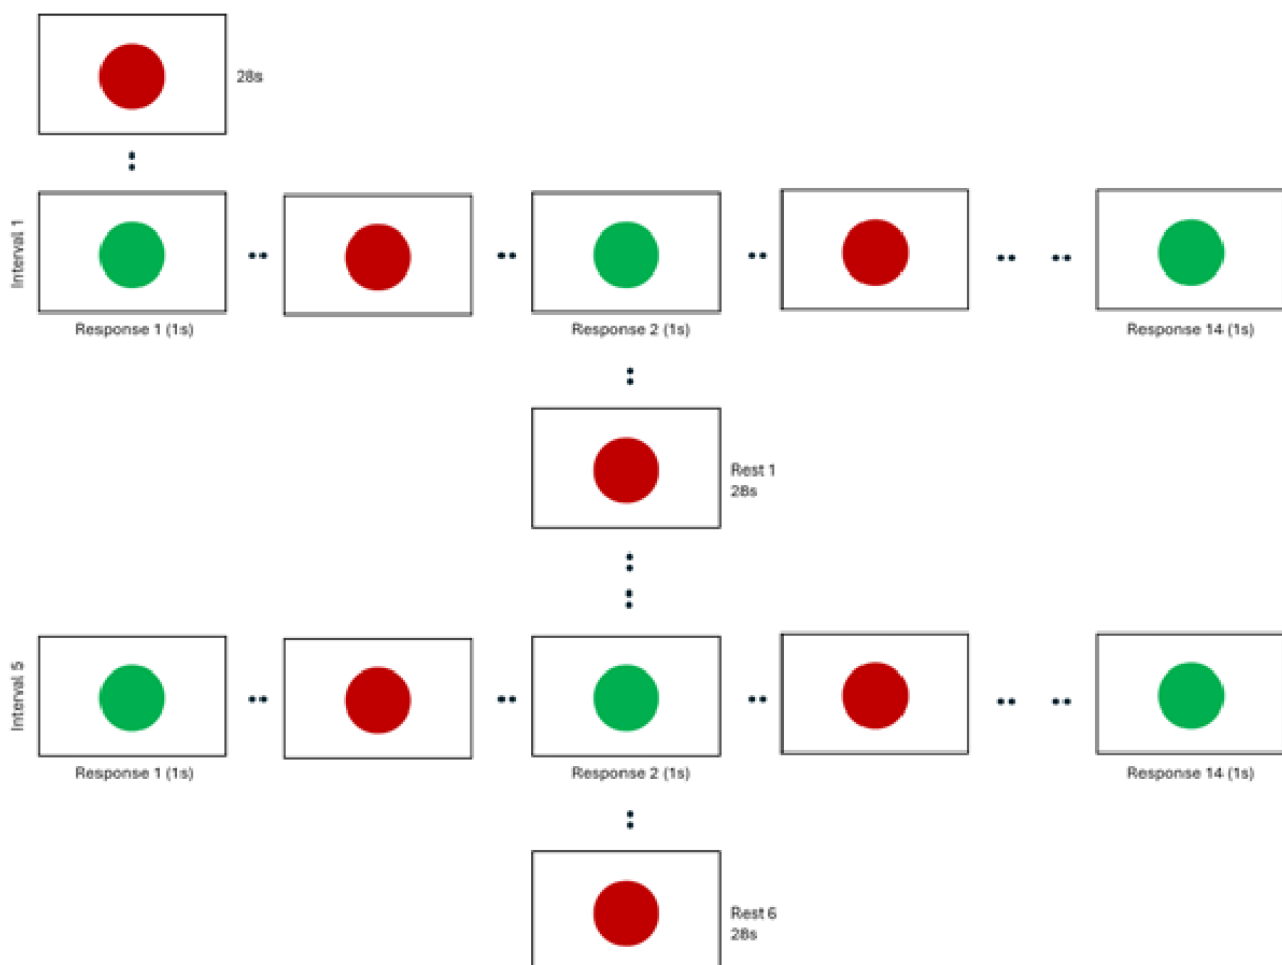 28s
Interval 1
Response 1 (1s)
Response 2 (1s)
Response 14 (1s)
Rest 1
28s
Interval 5
Response 1 (1s)
Response 2 (1s)
Response 14 (1s)
Rest 6
28s